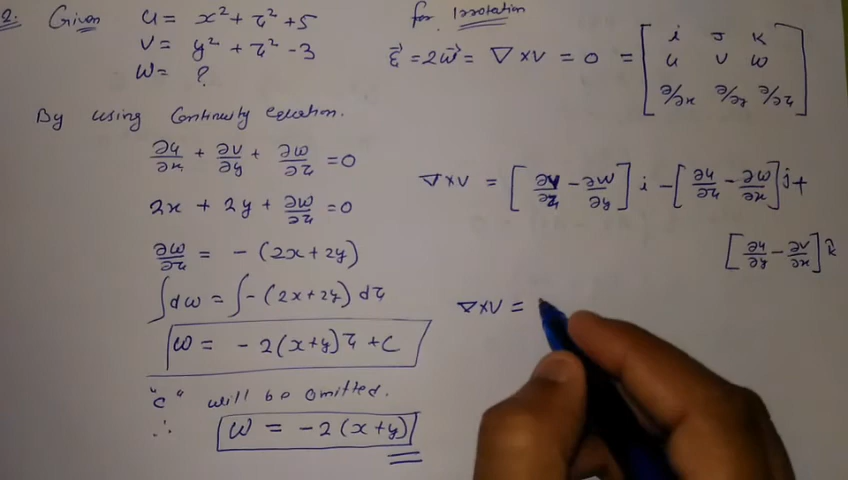 2. Given u = x² + z² + 5
v = y² + z² - 3
w = ?
By using Continuity equation.
∂u/∂x + ∂v/∂y + ∂w/∂z = 0
2x + 2y + ∂w/∂z = 0
∂w/∂z = - (2x + 2y)
∫dw = ∫-(2x+2y) dz
w = - 2(x+y)z + C
"C" will be omitted.
∴ w = -2(x+y)
for Irrotation
= 2w⃗ = ∇ × V = 0 = [ i J K
u v w
∂/∂x ∂/∂y ∂/∂z ]
∇×V = [∂v/∂z - ∂w/∂y] i - [∂u/∂z - ∂w/∂x] j +
[∂u/∂y - ∂v/∂x] k̂
∇×V =